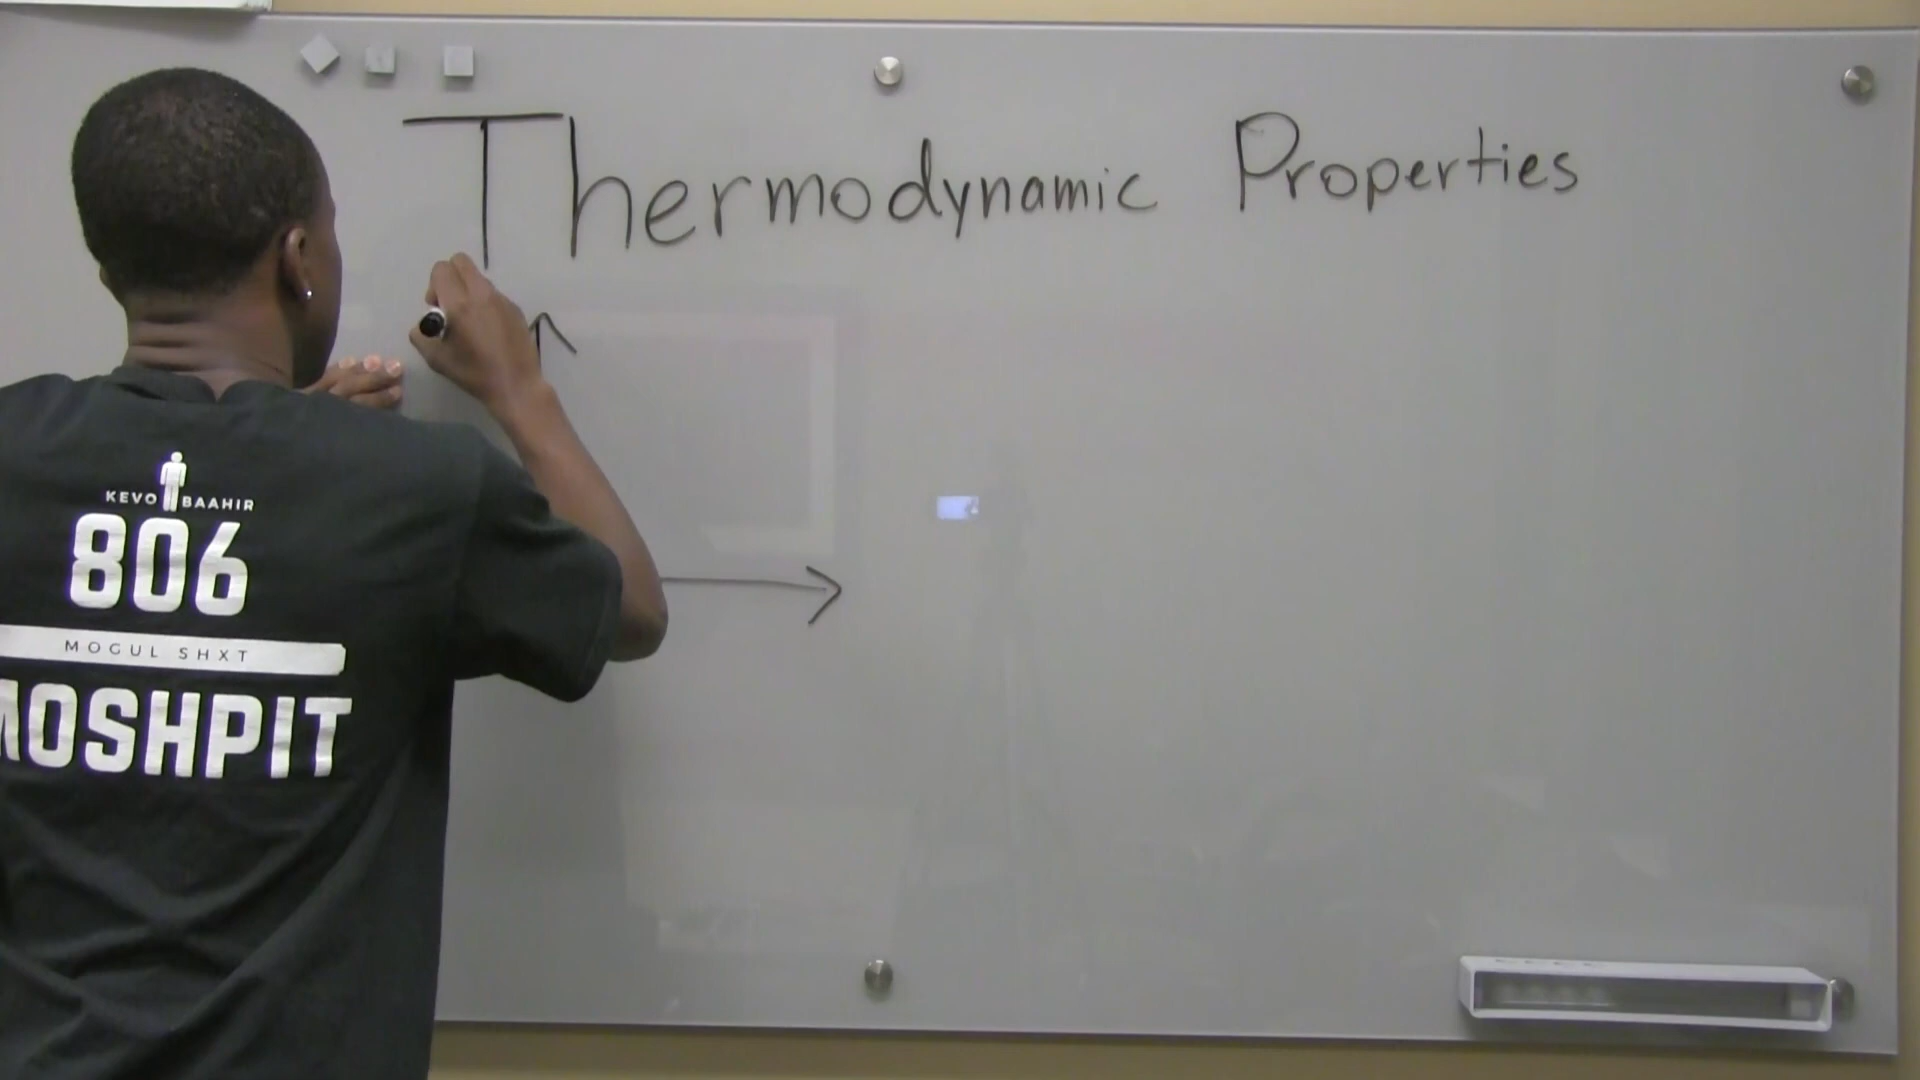 Thermodynamic Properties
KEVO BAAHIR
806
MOGUL SHXT
MOSHPIT